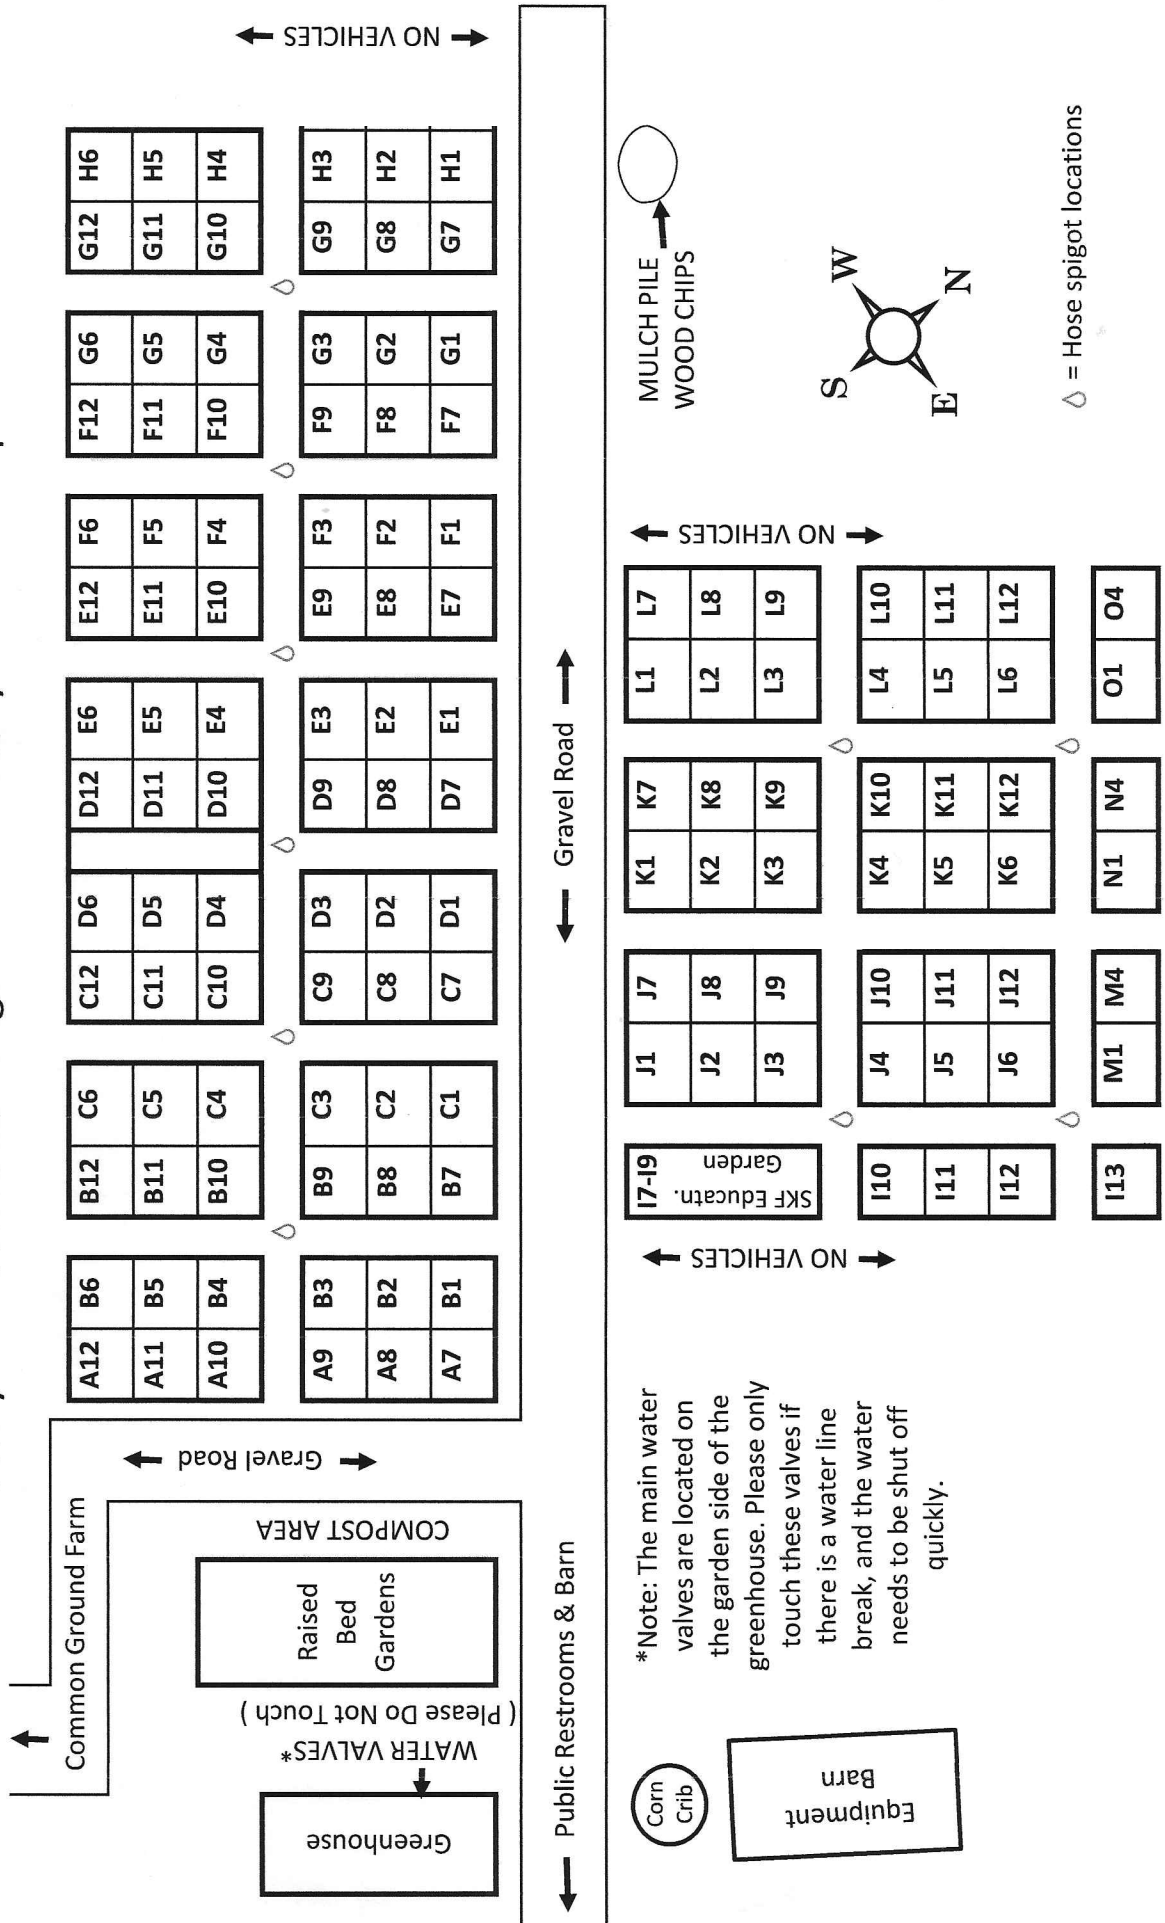 Common Ground Farm
Gravel Road
COMPOST AREA
Raised
Bed
Gardens
( Please Do Not Touch )
WATER VALVES*
Greenhouse
A12 B6 B12 C6 C12 D6 D12 E6 E12 F6 F12 G6 G12 H6
A11 B5 B11 C5 C11 D5 D11 E5 E11 F5 F11 G5 G11 H5
A10 B4 B10 C4 C10 D4 D10 E4 E10 F4 F10 G4 G10 H4
A9 B3 B9 C3 C9 D3 D9 E3 E9 F3 F9 G3 G9 H3
A8 B2 B8 C2 C8 D2 D8 E2 E8 F2 F8 G2 G8 H2
A7 B1 B7 C1 C7 D1 D7 E1 E7 F1 F7 G1 G7 H1
NO VEHICLES
Public Restrooms & Barn
Gravel Road
Corn
Crib
Equipment
Barn
*Note: The main water
valves are located on
the garden side of the
greenhouse. Please only
touch these valves if
there is a water line
break, and the water
needs to be shut off
quickly.
NO VEHICLES
I7-I9
SKF Educatn.
Garden
J1 J7 K1 K7 L1 L7
J2 J8 K2 K8 L2 L8
J3 J9 K3 K9 L3 L9
I10 J4 J10 K4 K10 L4 L10
I11 J5 J11 K5 K11 L5 L11
I12 J6 J12 K6 K12 L6 L12
I13 M1 M4 N1 N4 O1 O4
NO VEHICLES
MULCH PILE
WOOD CHIPS
S W
E N
= Hose spigot locations